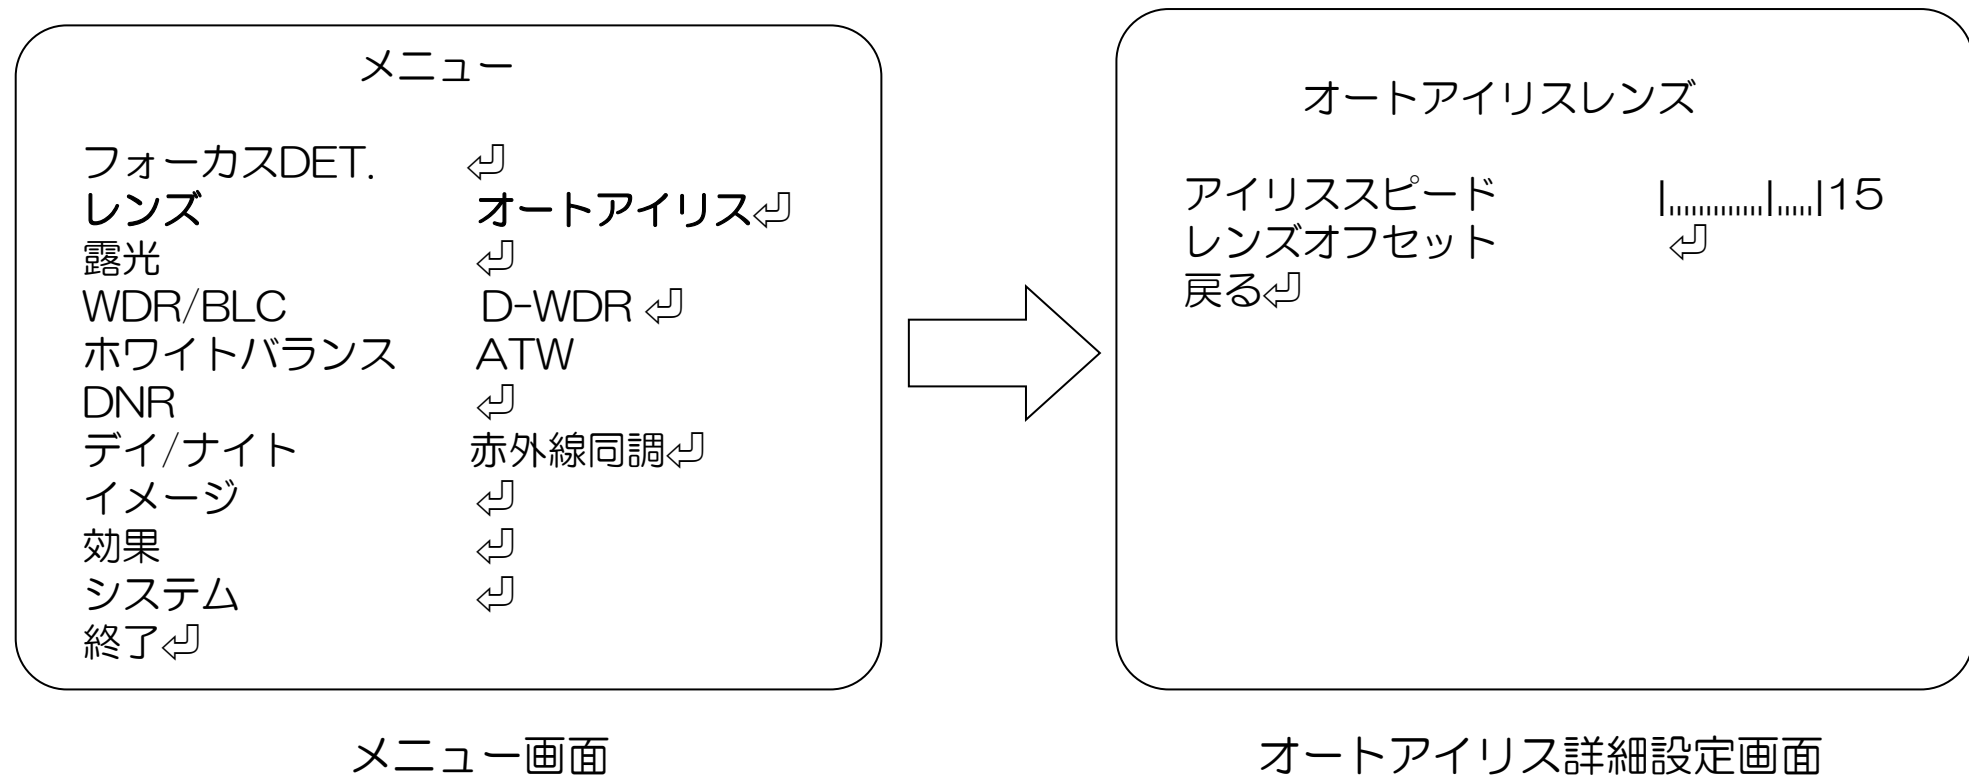 メニュー
フォーカスDET. ⏎
レンズ オートアイリス⏎
露光 ⏎
WDR/BLC D-WDR ⏎
ホワイトバランス ATW
DNR ⏎
デイ/ナイト 赤外線同調⏎
イメージ ⏎
効果 ⏎
システム ⏎
終了⏎
メニュー画面
オートアイリスレンズ
アイリススピード |............|.....|15
レンズオフセット ⏎
戻る⏎
オートアイリス詳細設定画面